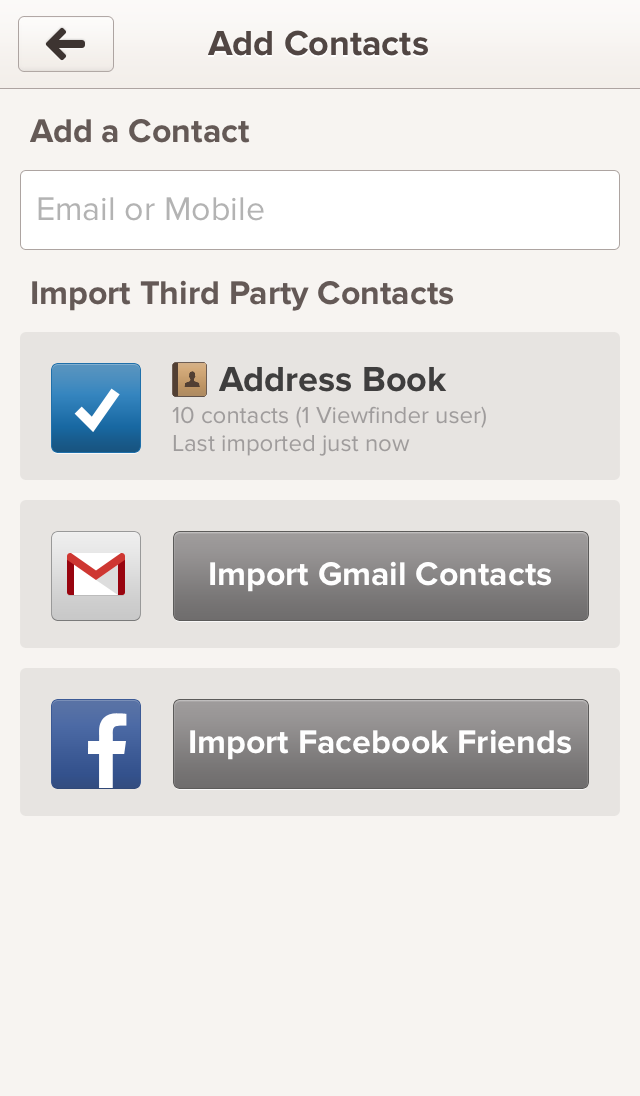 Add Contacts
Add a Contact
Email or Mobile
Import Third Party Contacts
Address Book
10 contacts (1 Viewfinder user)
Last imported just now
Import Gmail Contacts
Import Facebook Friends